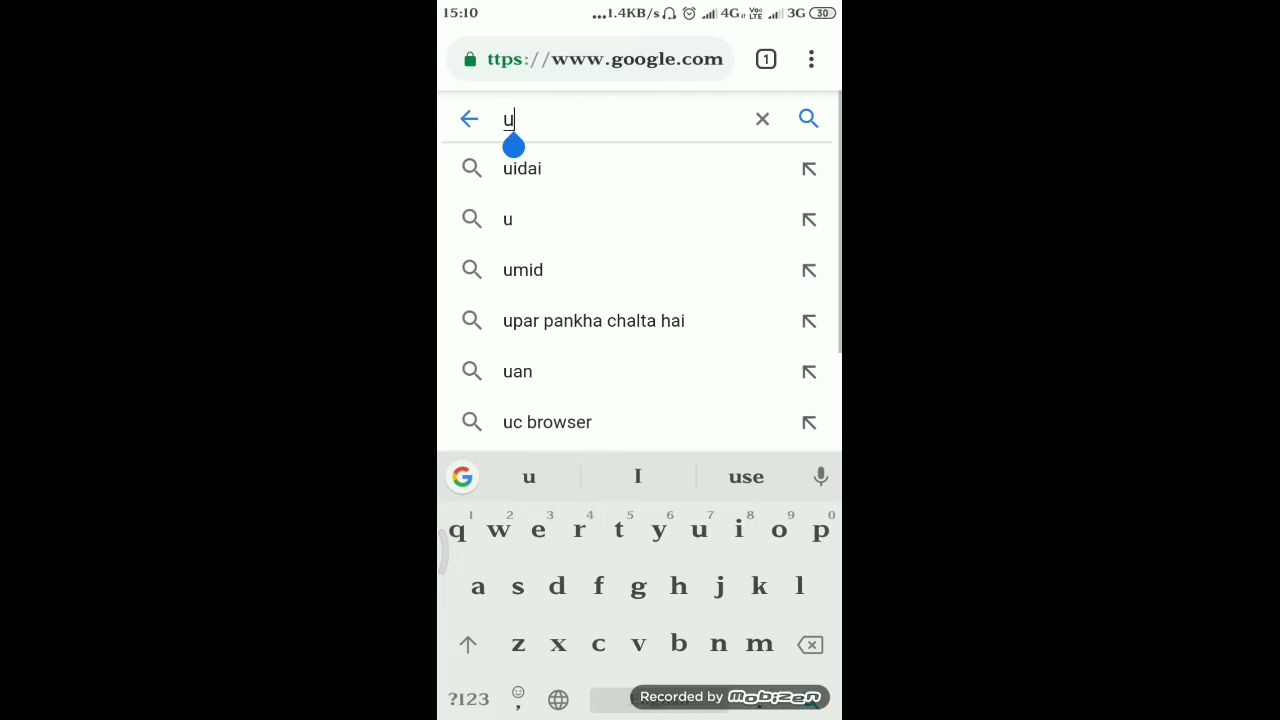 15:10 ...1.4KB/s 4G VoLTE 3G 30
ttps://www.google.com 1
u
uidai
u
umid
upar pankha chalta hai
uan
uc browser
G u I use
1 2 3 4 5 6 7 8 9 0
q w e r t y u i o p
a s d f g h j k l
z x c v b n m
?123 , Recorded by mobizen